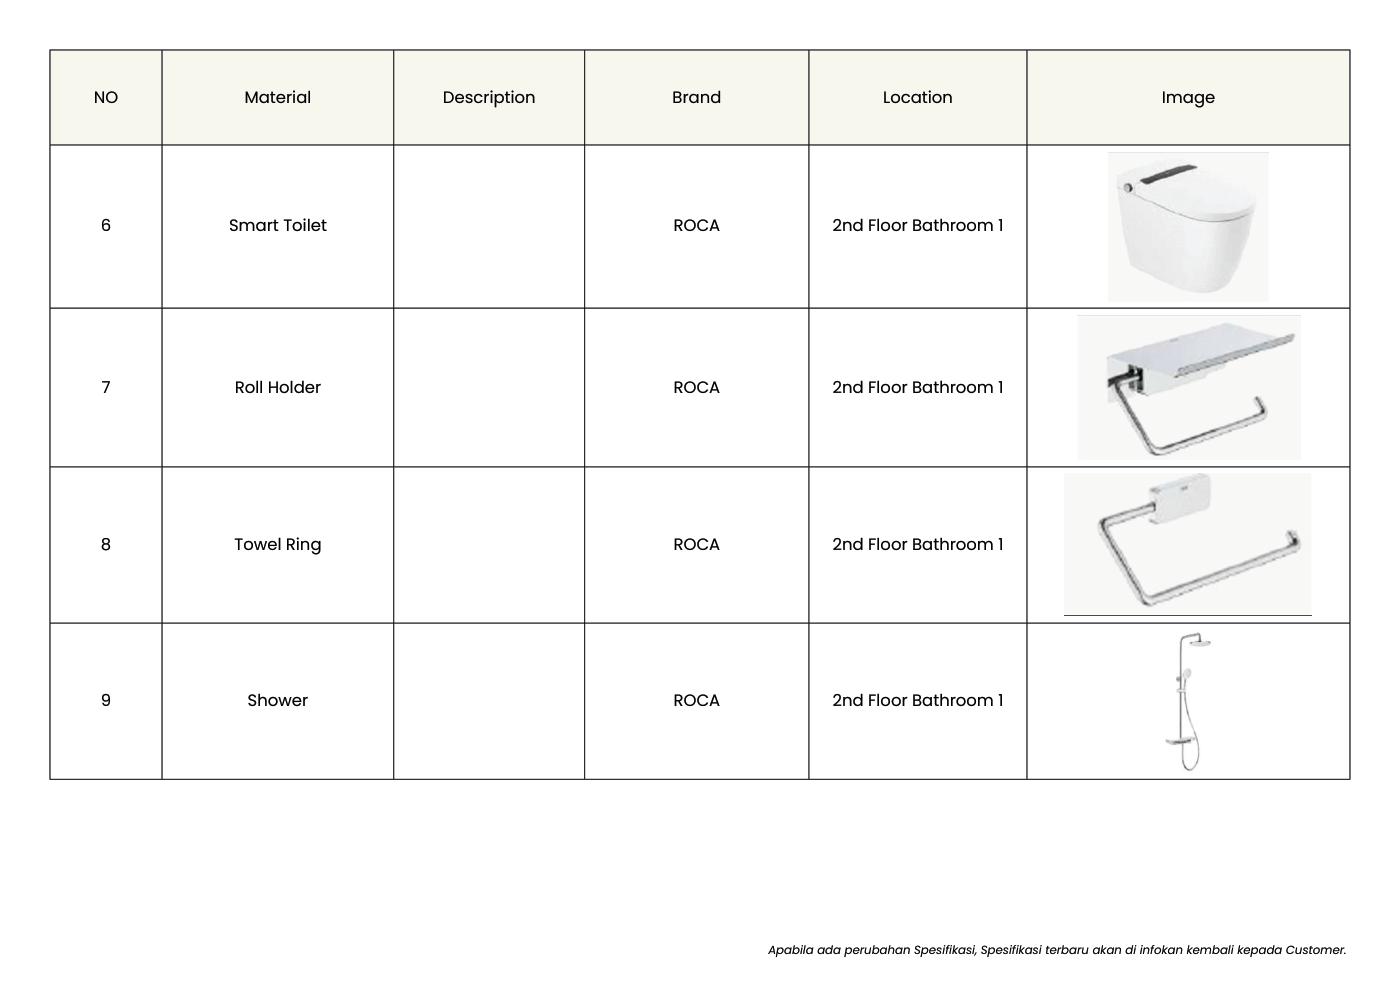 NO Material Description Brand Location Image
6 Smart Toilet ROCA 2nd Floor Bathroom 1
7 Roll Holder ROCA 2nd Floor Bathroom 1
8 Towel Ring ROCA 2nd Floor Bathroom 1
9 Shower ROCA 2nd Floor Bathroom 1
Apabila ada perubahan Spesifikasi, Spesifikasi terbaru akan di infokan kembali kepada Customer.